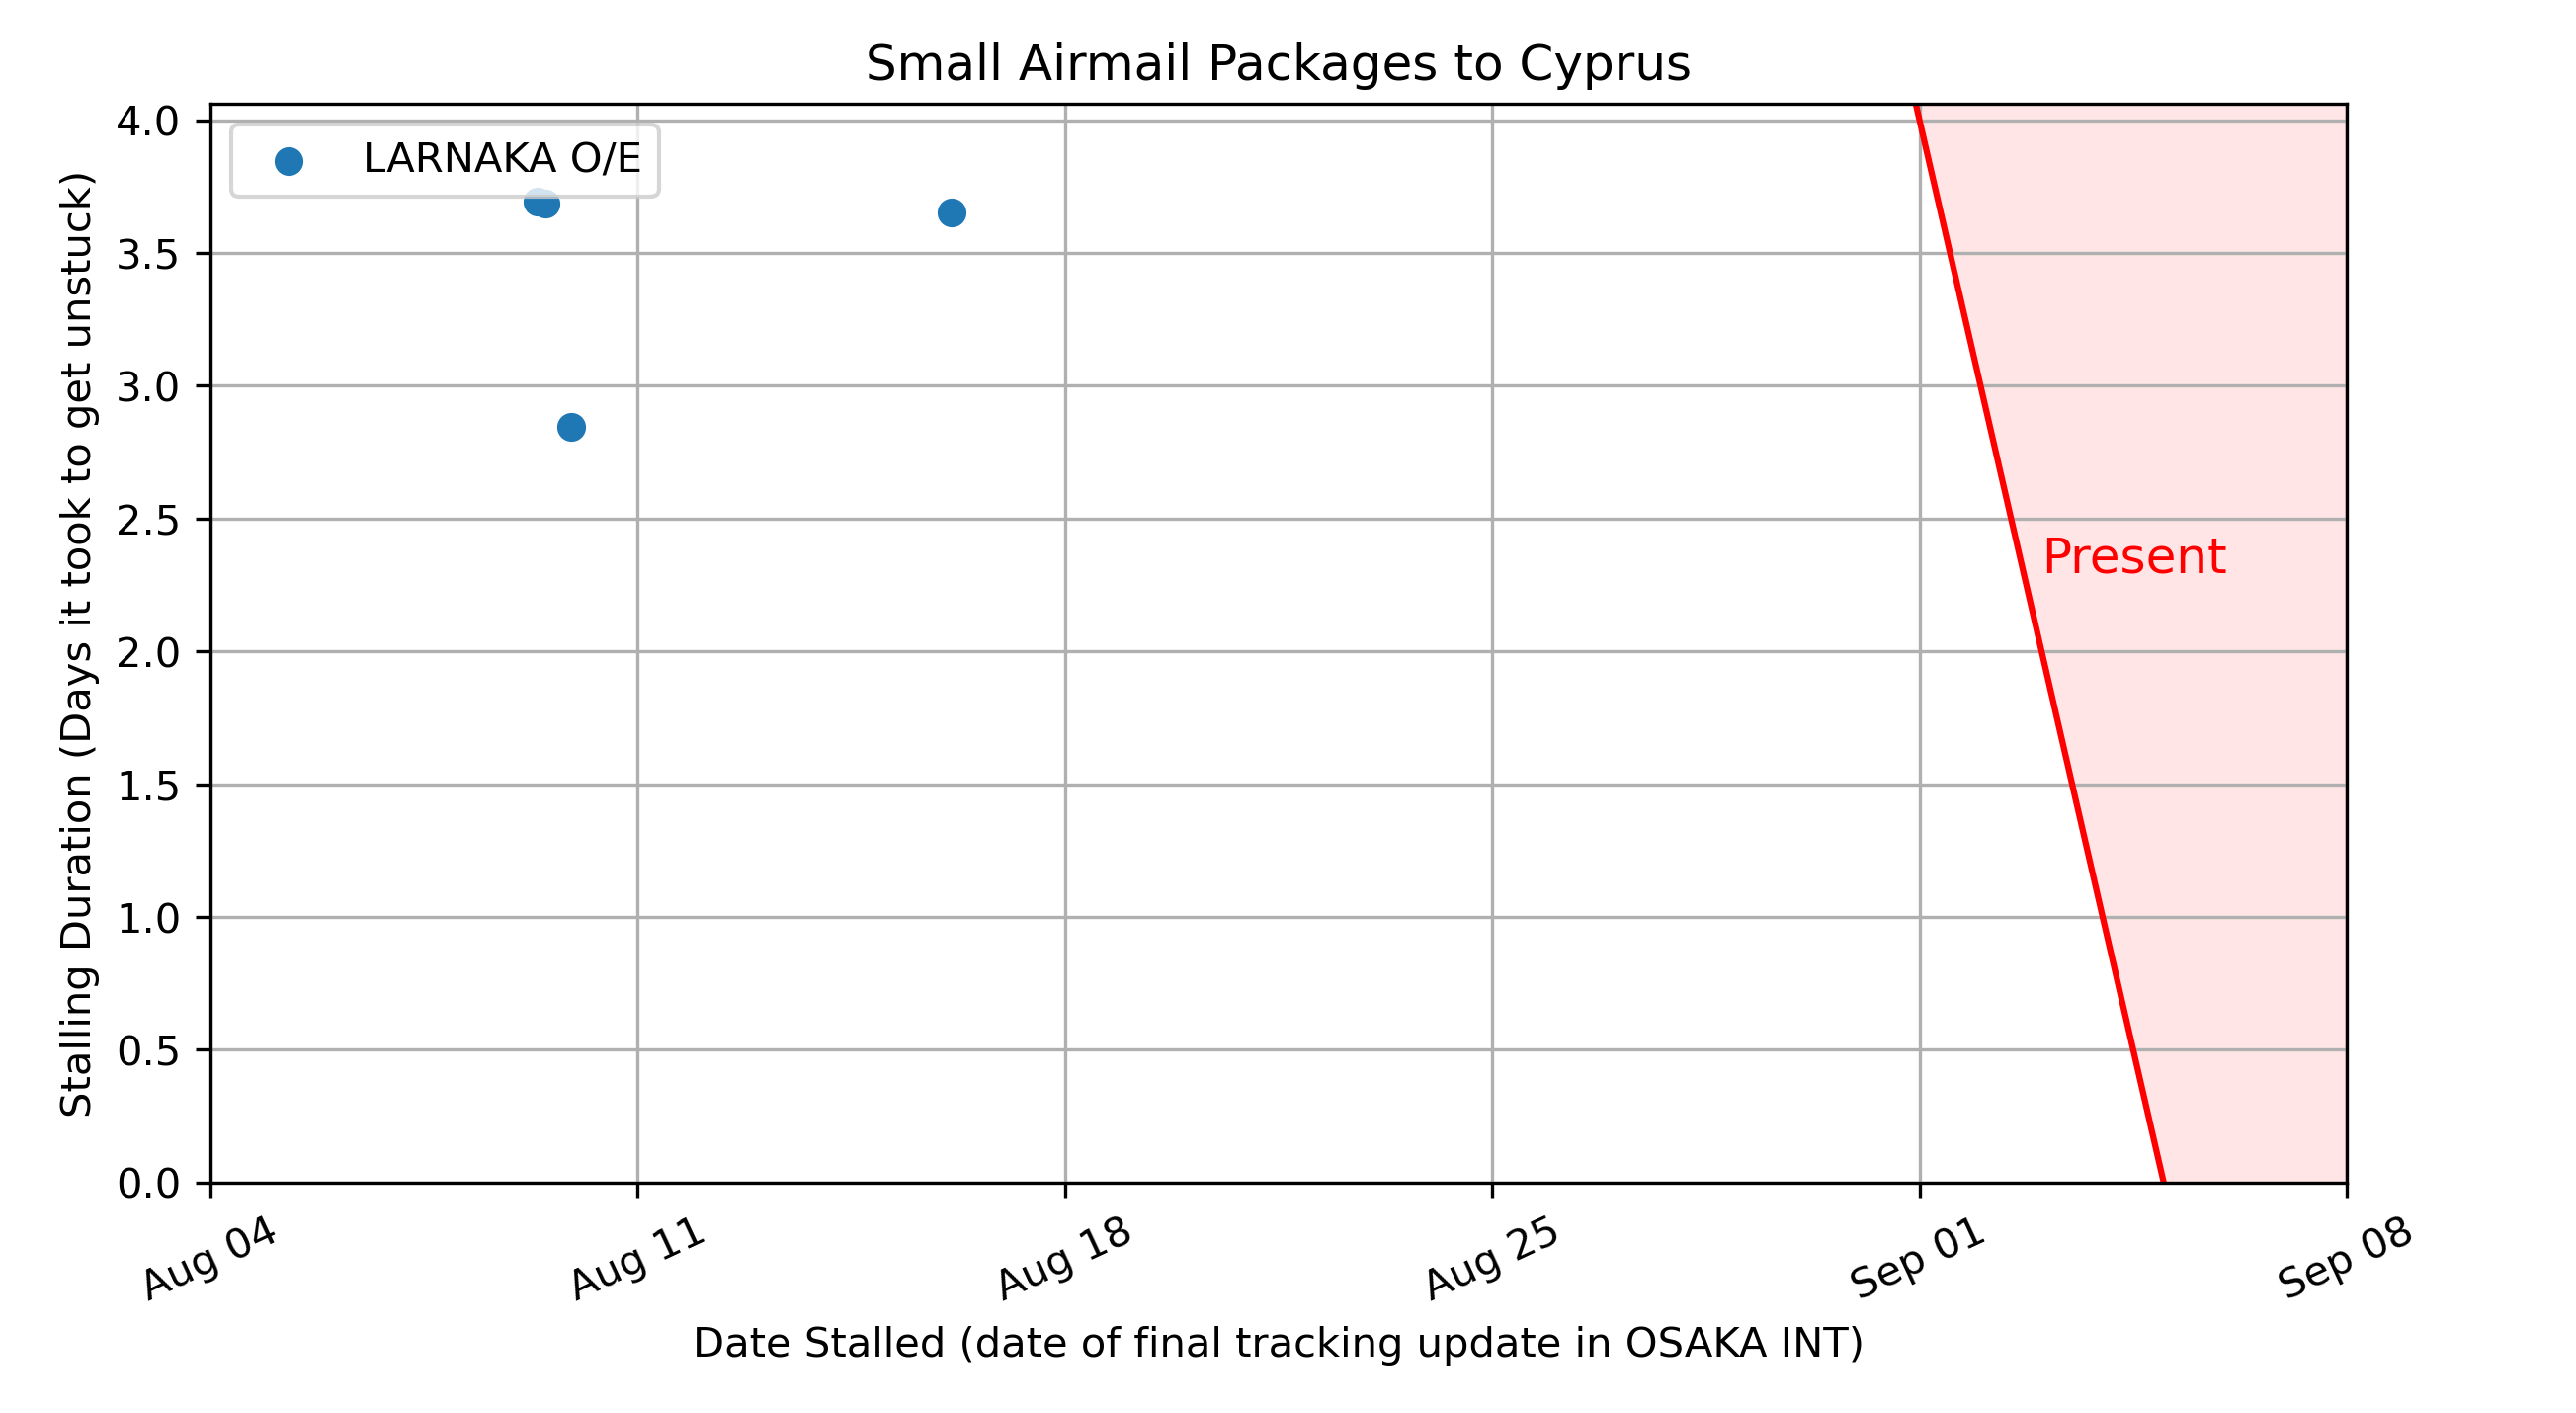 Small Airmail Packages to Cyprus
LARNAKA O/E
4.0
3.5
3.0
2.5
2.0
1.5
1.0
0.5
0.0
Stalling Duration (Days it took to get unstuck)
Present
Aug 04
Aug 11
Aug 18
Aug 25
Sep 01
Sep 08
Date Stalled (date of final tracking update in OSAKA INT)